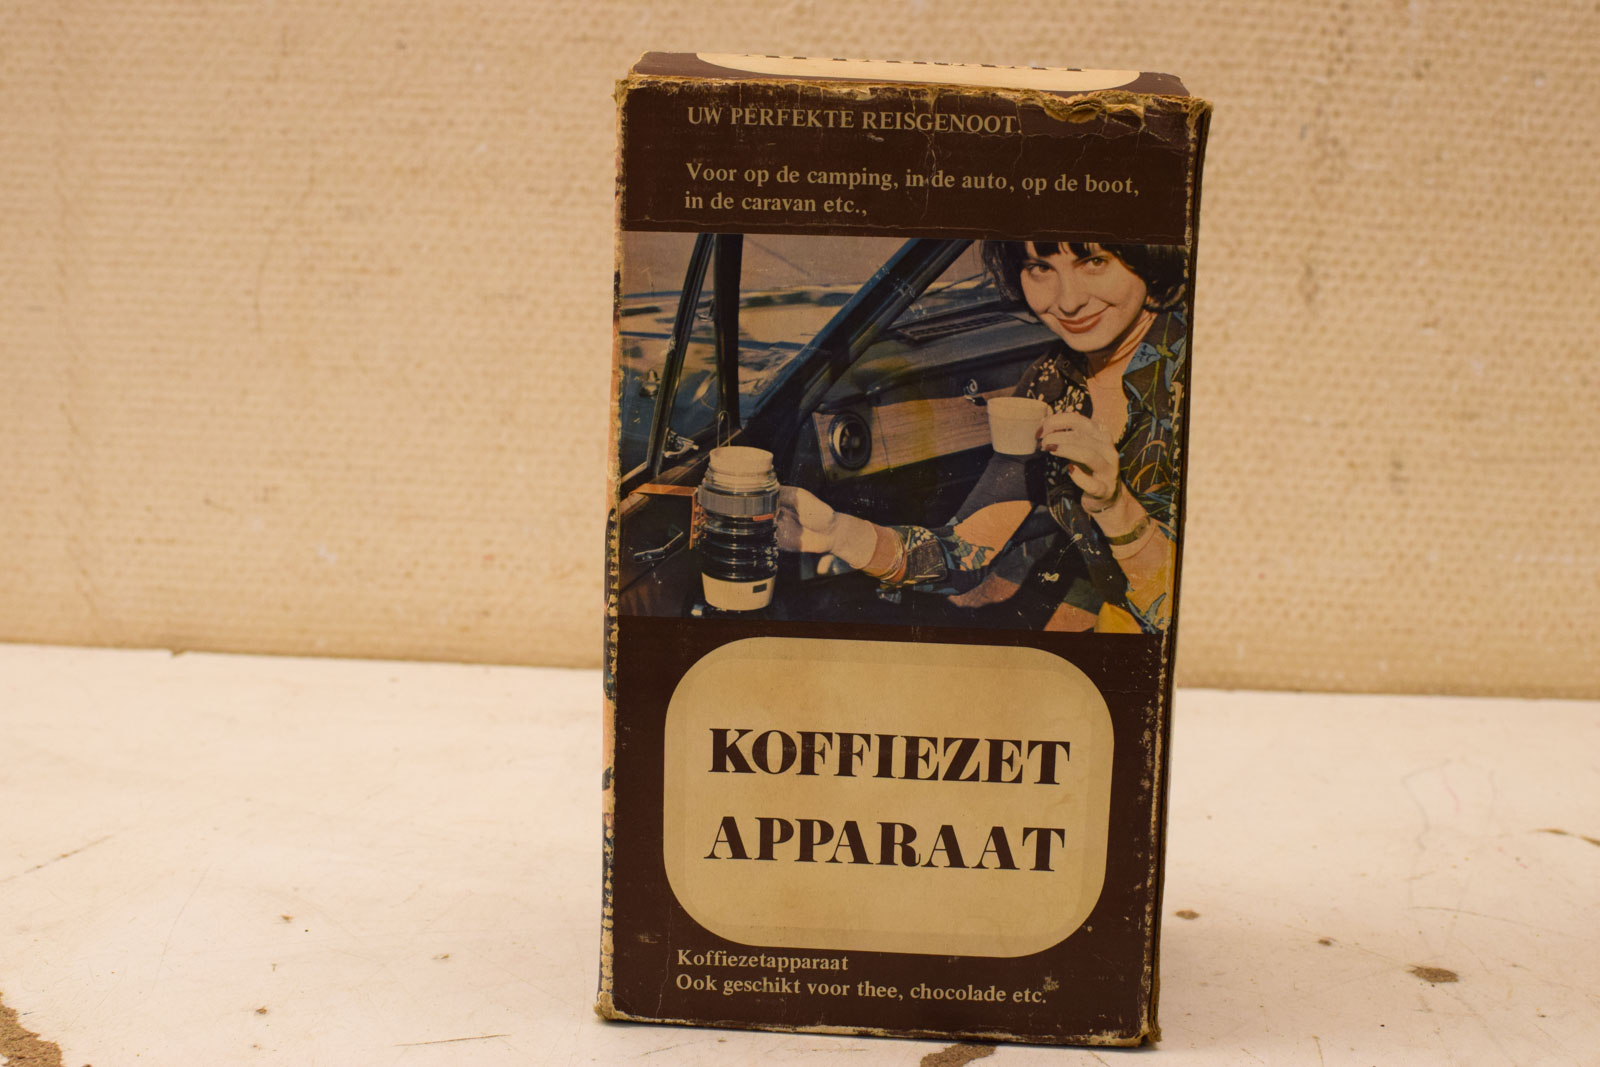 UW PERFEKTE REISGENOOT.
Voor op de camping, in de auto, op de boot,
in de caravan etc.,
KOFFIEZET
APPARAAT
Koffiezetapparaat
Ook geschikt voor thee, chocolade etc.